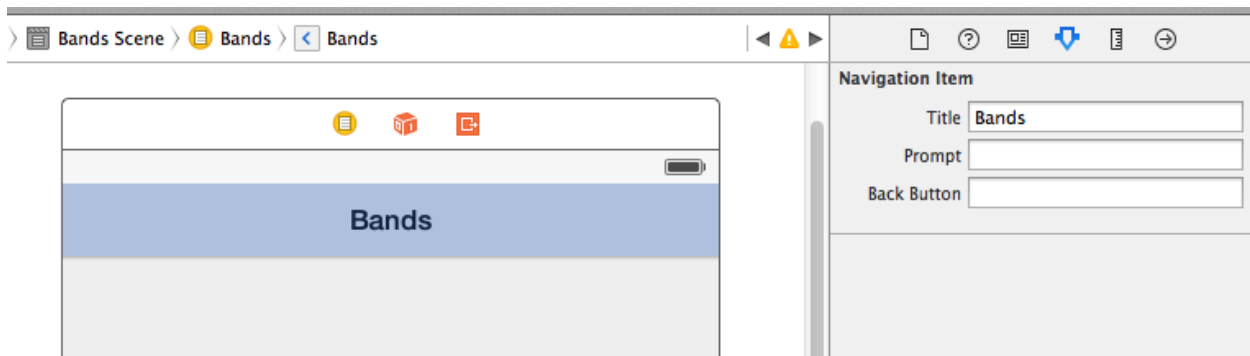 Bands Scene Bands Bands
Navigation Item
Title Bands
Prompt
Back Button
Bands